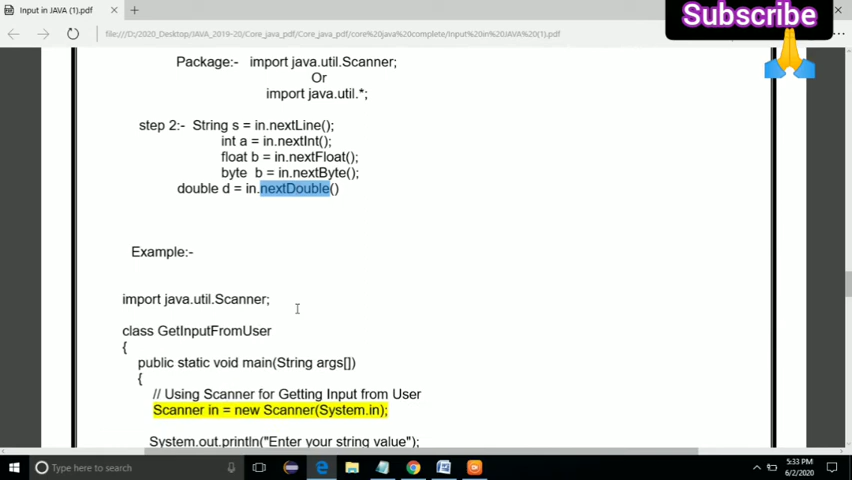 Input in JAVA (1).pdf
Subscribe
file:///D:/2020_Desktop/JAVA_2019-20/Core_java_pdf/Core_java_pdf/core%20java%20complete/Input%20in%20JAVA%20(1).pdf
Package:- import java.util.Scanner;
Or
import java.util.*;
step 2:- String s = in.nextLine();
int a = in.nextInt();
float b = in.nextFloat();
byte b = in.nextByte();
double d = in.nextDouble()
Example:-
import java.util.Scanner;
class GetInputFromUser
{
public static void main(String args[])
{
// Using Scanner for Getting Input from User
Scanner in = new Scanner(System.in);
System.out.println("Enter your string value");
Type here to search
5:33 PM
6/2/2020